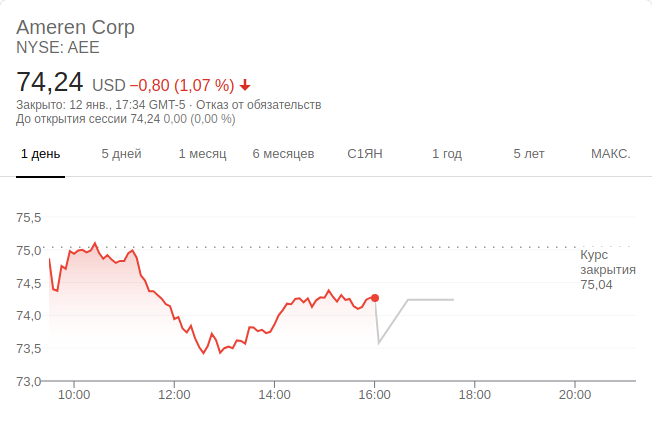 Ameren Corp
NYSE: AEE
74,24 USD −0,80 (1,07 %)
Закрыто: 12 янв., 17:34 GMT-5 · Отказ от обязательств
До открытия сессии 74,24 0,00 (0,00 %)
1 день 5 дней 1 месяц 6 месяцев С1ЯН 1 год 5 лет МАКС.
75,5
75,0
Курс
закрытия
75,04
74,5
74,0
73,5
73,0
10:00 12:00 14:00 16:00 18:00 20:00